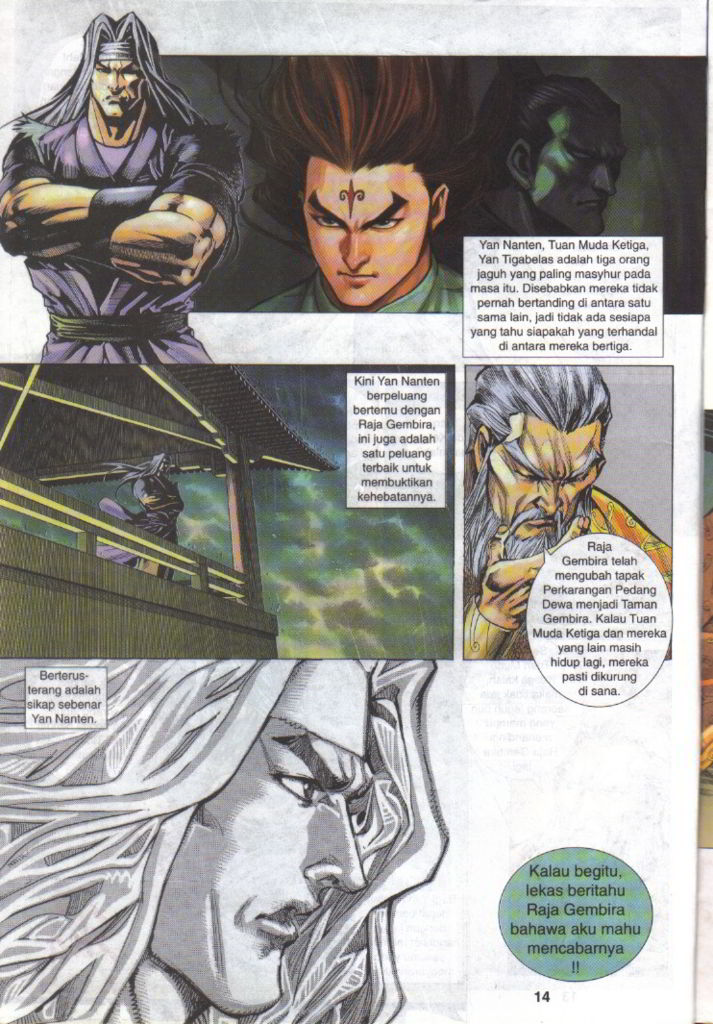 Yan Nanten, Tuan Muda Ketiga,
Yan Tigabelas adalah tiga orang
jaguh yang paling masyhur pada
masa itu. Disebabkan mereka tidak
pernah bertanding di antara satu
sama lain, jadi tidak ada sesiapa
yang tahu siapakah yang terhandal
di antara mereka bertiga.
Kini Yan Nanten
berpeluang
bertemu dengan
Raja Gembira,
ini juga adalah
satu peluang
terbaik untuk
membuktikan
kehebatannya.
Raja
Gembira telah
mengubah tapak
Perkarangan Pedang
Dewa menjadi Taman
Gembira. Kalau Tuan
Muda Ketiga dan mereka
yang lain masih
hidup lagi, mereka
pasti dikurung
di sana.
Berterus-
terang adalah
sikap sebenar
Yan Nanten.
Kalau begitu,
lekas beritahu
Raja Gembira
bahawa aku mahu
mencabarnya
!!
14